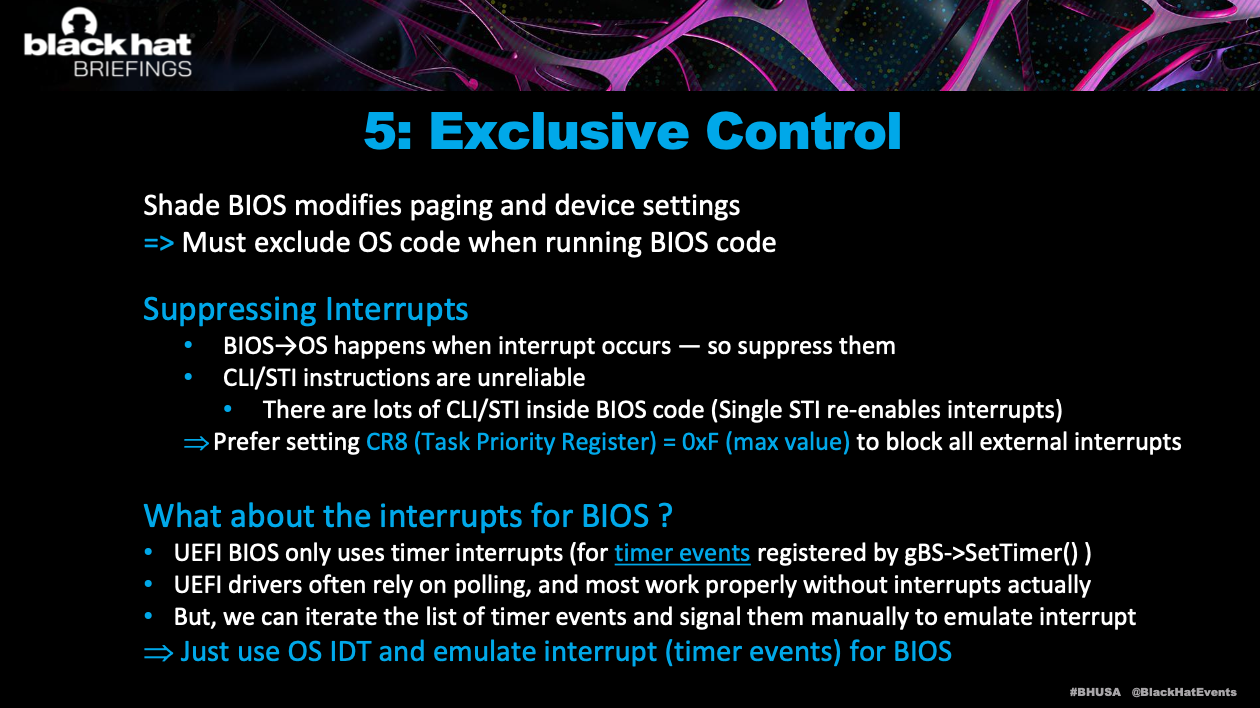 black hat
BRIEFINGS
5: Exclusive Control
Shade BIOS modifies paging and device settings
=> Must exclude OS code when running BIOS code
Suppressing Interrupts
• BIOS→OS happens when interrupt occurs — so suppress them
• CLI/STI instructions are unreliable
• There are lots of CLI/STI inside BIOS code (Single STI re-enables interrupts)
⇒ Prefer setting CR8 (Task Priority Register) = 0xF (max value) to block all external interrupts
What about the interrupts for BIOS ?
• UEFI BIOS only uses timer interrupts (for timer events registered by gBS->SetTimer() )
• UEFI drivers often rely on polling, and most work properly without interrupts actually
• But, we can iterate the list of timer events and signal them manually to emulate interrupt
⇒ Just use OS IDT and emulate interrupt (timer events) for BIOS
#BHUSA @BlackHatEvents